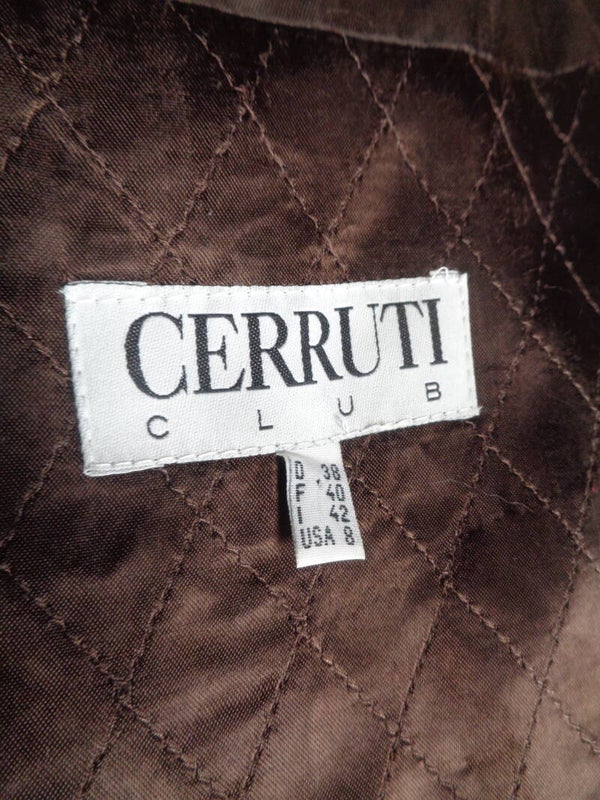 CERRUTI
CLUB
D 38
F 40
I 42
USA 8